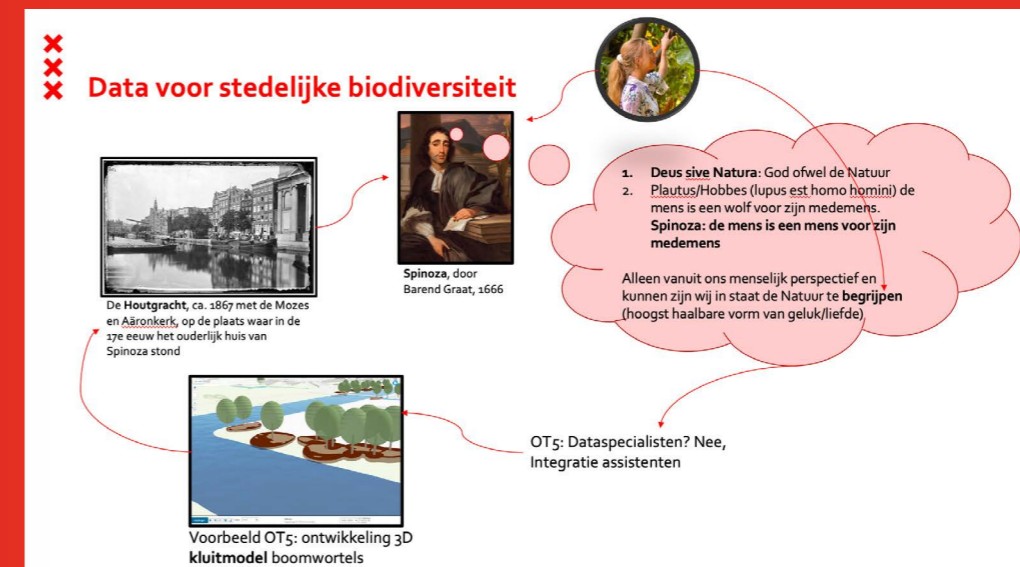 Data voor stedelijke biodiversiteit
1. Deus sive Natura: God ofwel de Natuur
2. Plautus/Hobbes (lupus est homo homini) de
mens is een wolf voor zijn medemens.
Spinoza: de mens is een mens voor zijn
medemens
Alleen vanuit ons menselijk perspectief en
kunnen zijn wij in staat de Natuur te begrijpen
(hoogst haalbare vorm van geluk/liefde)
Spinoza, door
Barend Graat, 1666
De Houtgracht, ca. 1867 met de Mozes
en Aäronkerk, op de plaats waar in de
17e eeuw het ouderlijk huis van
Spinoza stond
OT5: Dataspecialisten? Nee,
Integratie assistenten
Voorbeeld OT5: ontwikkeling 3D
kluitmodel boomwortels